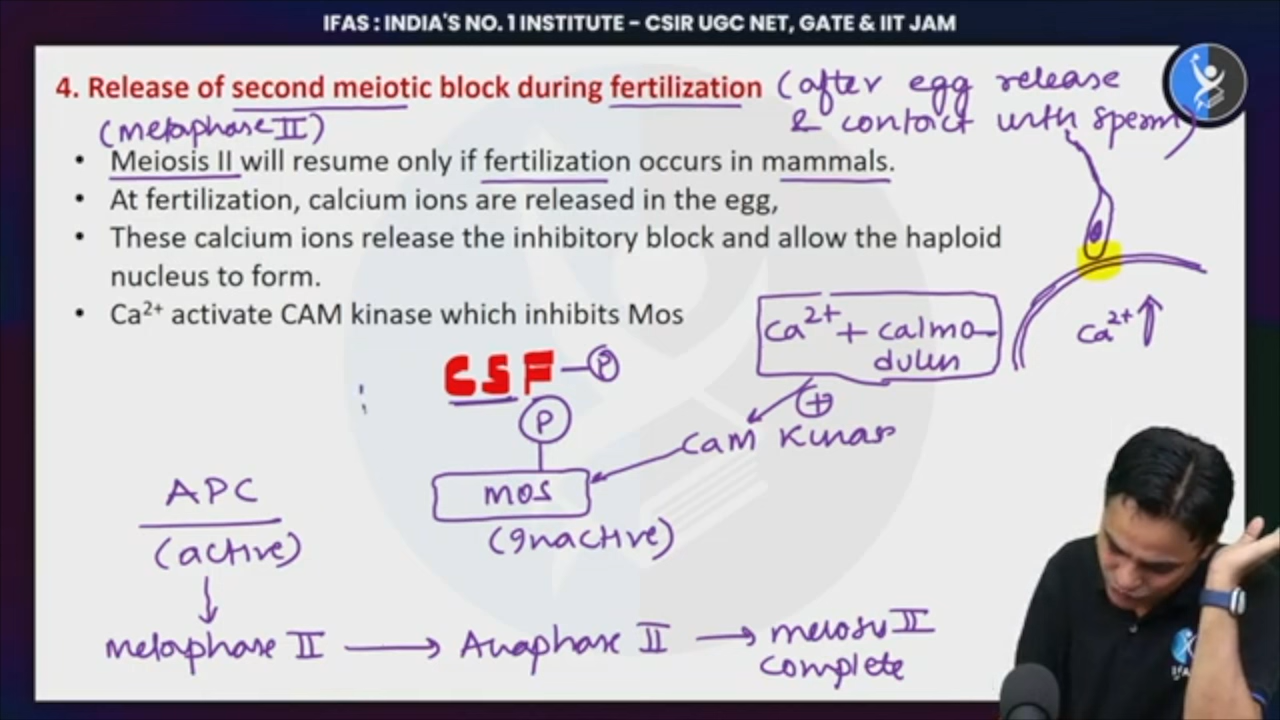 IFAS : INDIA'S NO. 1 INSTITUTE - CSIR UGC NET, GATE & IIT JAM
4. Release of second meiotic block during fertilization (after egg release
& contact with sperm)
(metaphase II)
• Meiosis II will resume only if fertilization occurs in mammals.
• At fertilization, calcium ions are released in the egg,
• These calcium ions release the inhibitory block and allow the haploid
nucleus to form.
• Ca²⁺ activate CAM kinase which inhibits Mos
Ca²⁺ + calmo-
dulin
Ca²⁺ ↑
CSF - P
P
+
CAM Kinase
MOS
(Inactive)
APC
(active)
↓
Metaphase II → Anaphase II → meiosis II
complete
IFAS